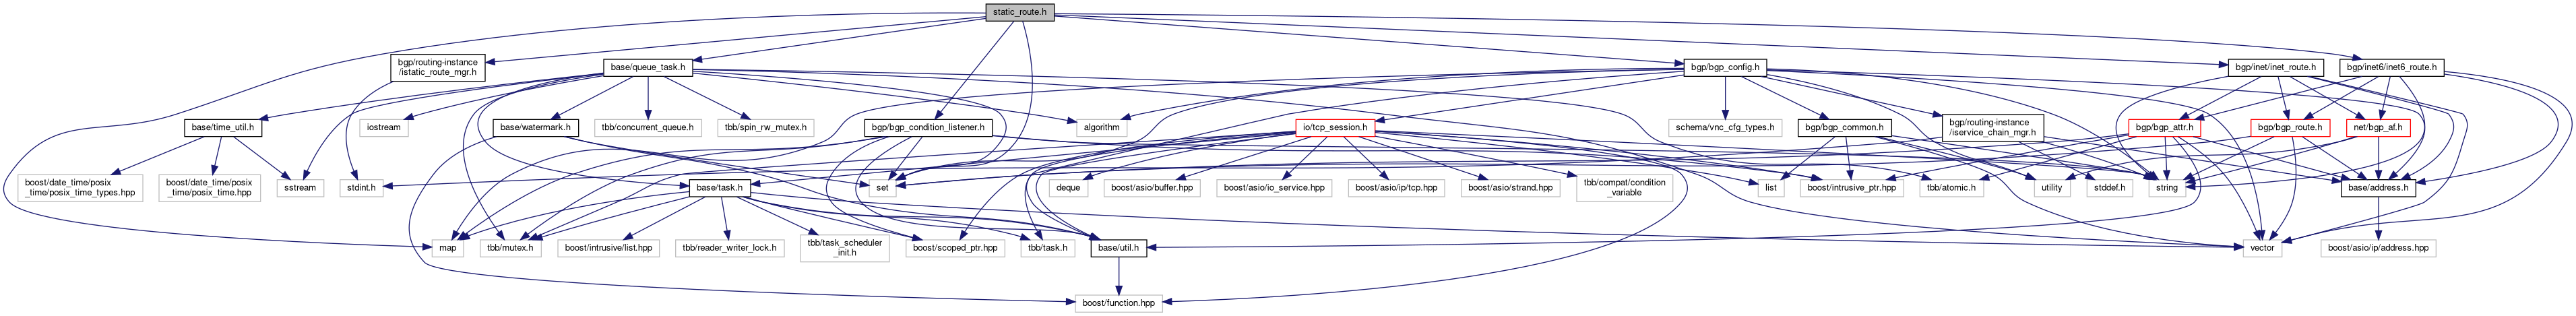 static_route.h
bgp/routing-instance
/istatic_route_mgr.h
base/queue_task.h
bgp/bgp_config.h
bgp/inet/inet_route.h
bgp/inet6/inet6_route.h
base/time_util.h
iostream
base/watermark.h
tbb/concurrent_queue.h
tbb/spin_rw_mutex.h
bgp/bgp_condition_listener.h
algorithm
io/tcp_session.h
schema/vnc_cfg_types.h
bgp/bgp_common.h
bgp/routing-instance
/iservice_chain_mgr.h
bgp/bgp_attr.h
bgp/bgp_route.h
net/bgp_af.h
boost/date_time/posix
_time/posix_time_types.hpp
boost/date_time/posix
_time/posix_time.hpp
sstream
stdint.h
base/task.h
set
deque
boost/asio/buffer.hpp
boost/asio/io_service.hpp
boost/asio/ip/tcp.hpp
boost/asio/strand.hpp
tbb/compat/condition
_variable
list
boost/intrusive_ptr.hpp
tbb/atomic.h
utility
stddef.h
string
base/address.h
map
tbb/mutex.h
boost/intrusive/list.hpp
tbb/reader_writer_lock.h
tbb/task_scheduler
_init.h
boost/scoped_ptr.hpp
tbb/task.h
base/util.h
vector
boost/asio/ip/address.hpp
boost/function.hpp